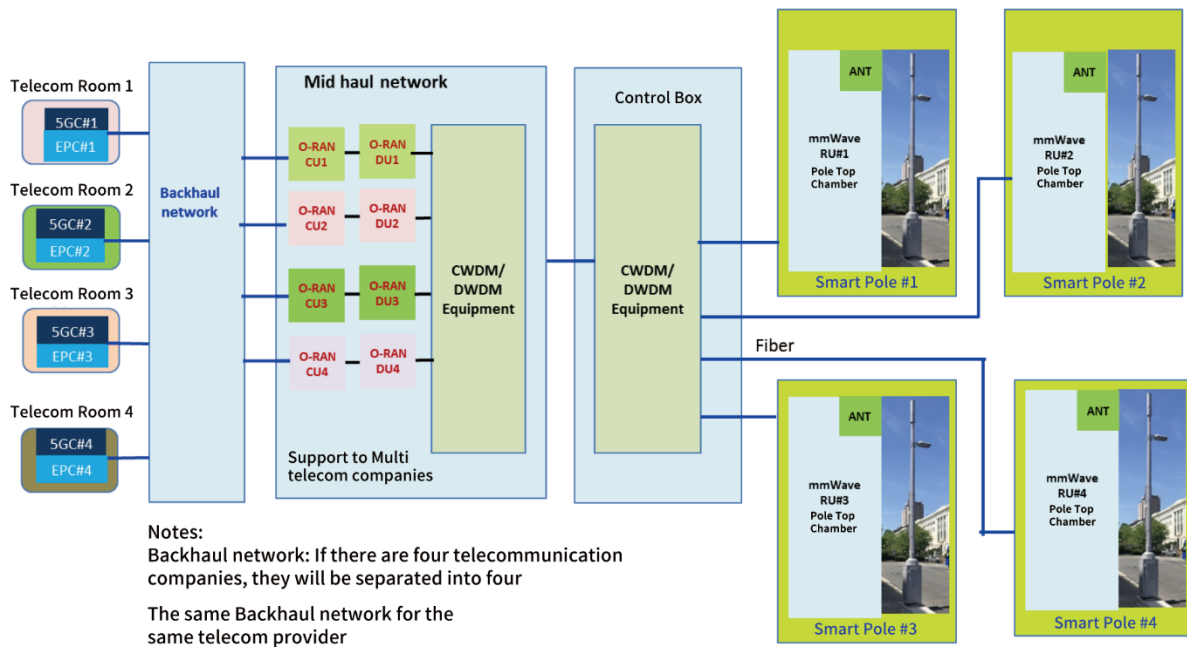 Telecom Room 1
5GC#1
EPC#1
Telecom Room 2
5GC#2
EPC#2
Telecom Room 3
5GC#3
EPC#3
Telecom Room 4
5GC#4
EPC#4
Backhaul
network
Mid haul network
O-RAN
CU1
O-RAN
DU1
O-RAN
CU2
O-RAN
DU2
O-RAN
CU3
O-RAN
DU3
O-RAN
CU4
O-RAN
DU4
CWDM/
DWDM
Equipment
Support to Multi
telecom companies
Control Box
CWDM/
DWDM
Equipment
Fiber
ANT
mmWave
RU#1
Pole Top
Chamber
Smart Pole #1
ANT
mmWave
RU#2
Pole Top
Chamber
Smart Pole #2
ANT
mmWave
RU#3
Pole Top
Chamber
Smart Pole #3
ANT
mmWave
RU#4
Pole Top
Chamber
Smart Pole #4
Notes:
Backhaul network: If there are four telecommunication
companies, they will be separated into four
The same Backhaul network for the
same telecom provider